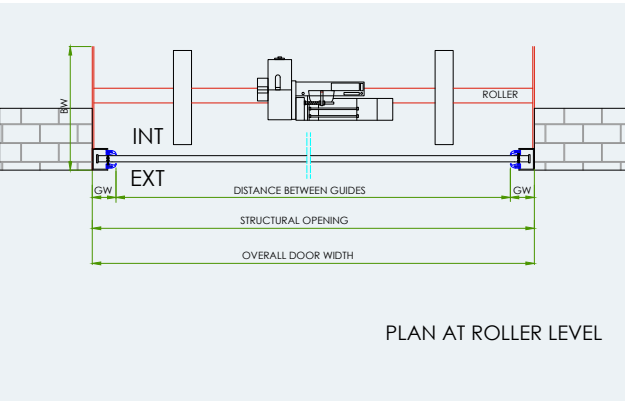 BW
ROLLER
INT
EXT
GW
DISTANCE BETWEEN GUIDES
GW
STRUCTURAL OPENING
OVERALL DOOR WIDTH
PLAN AT ROLLER LEVEL